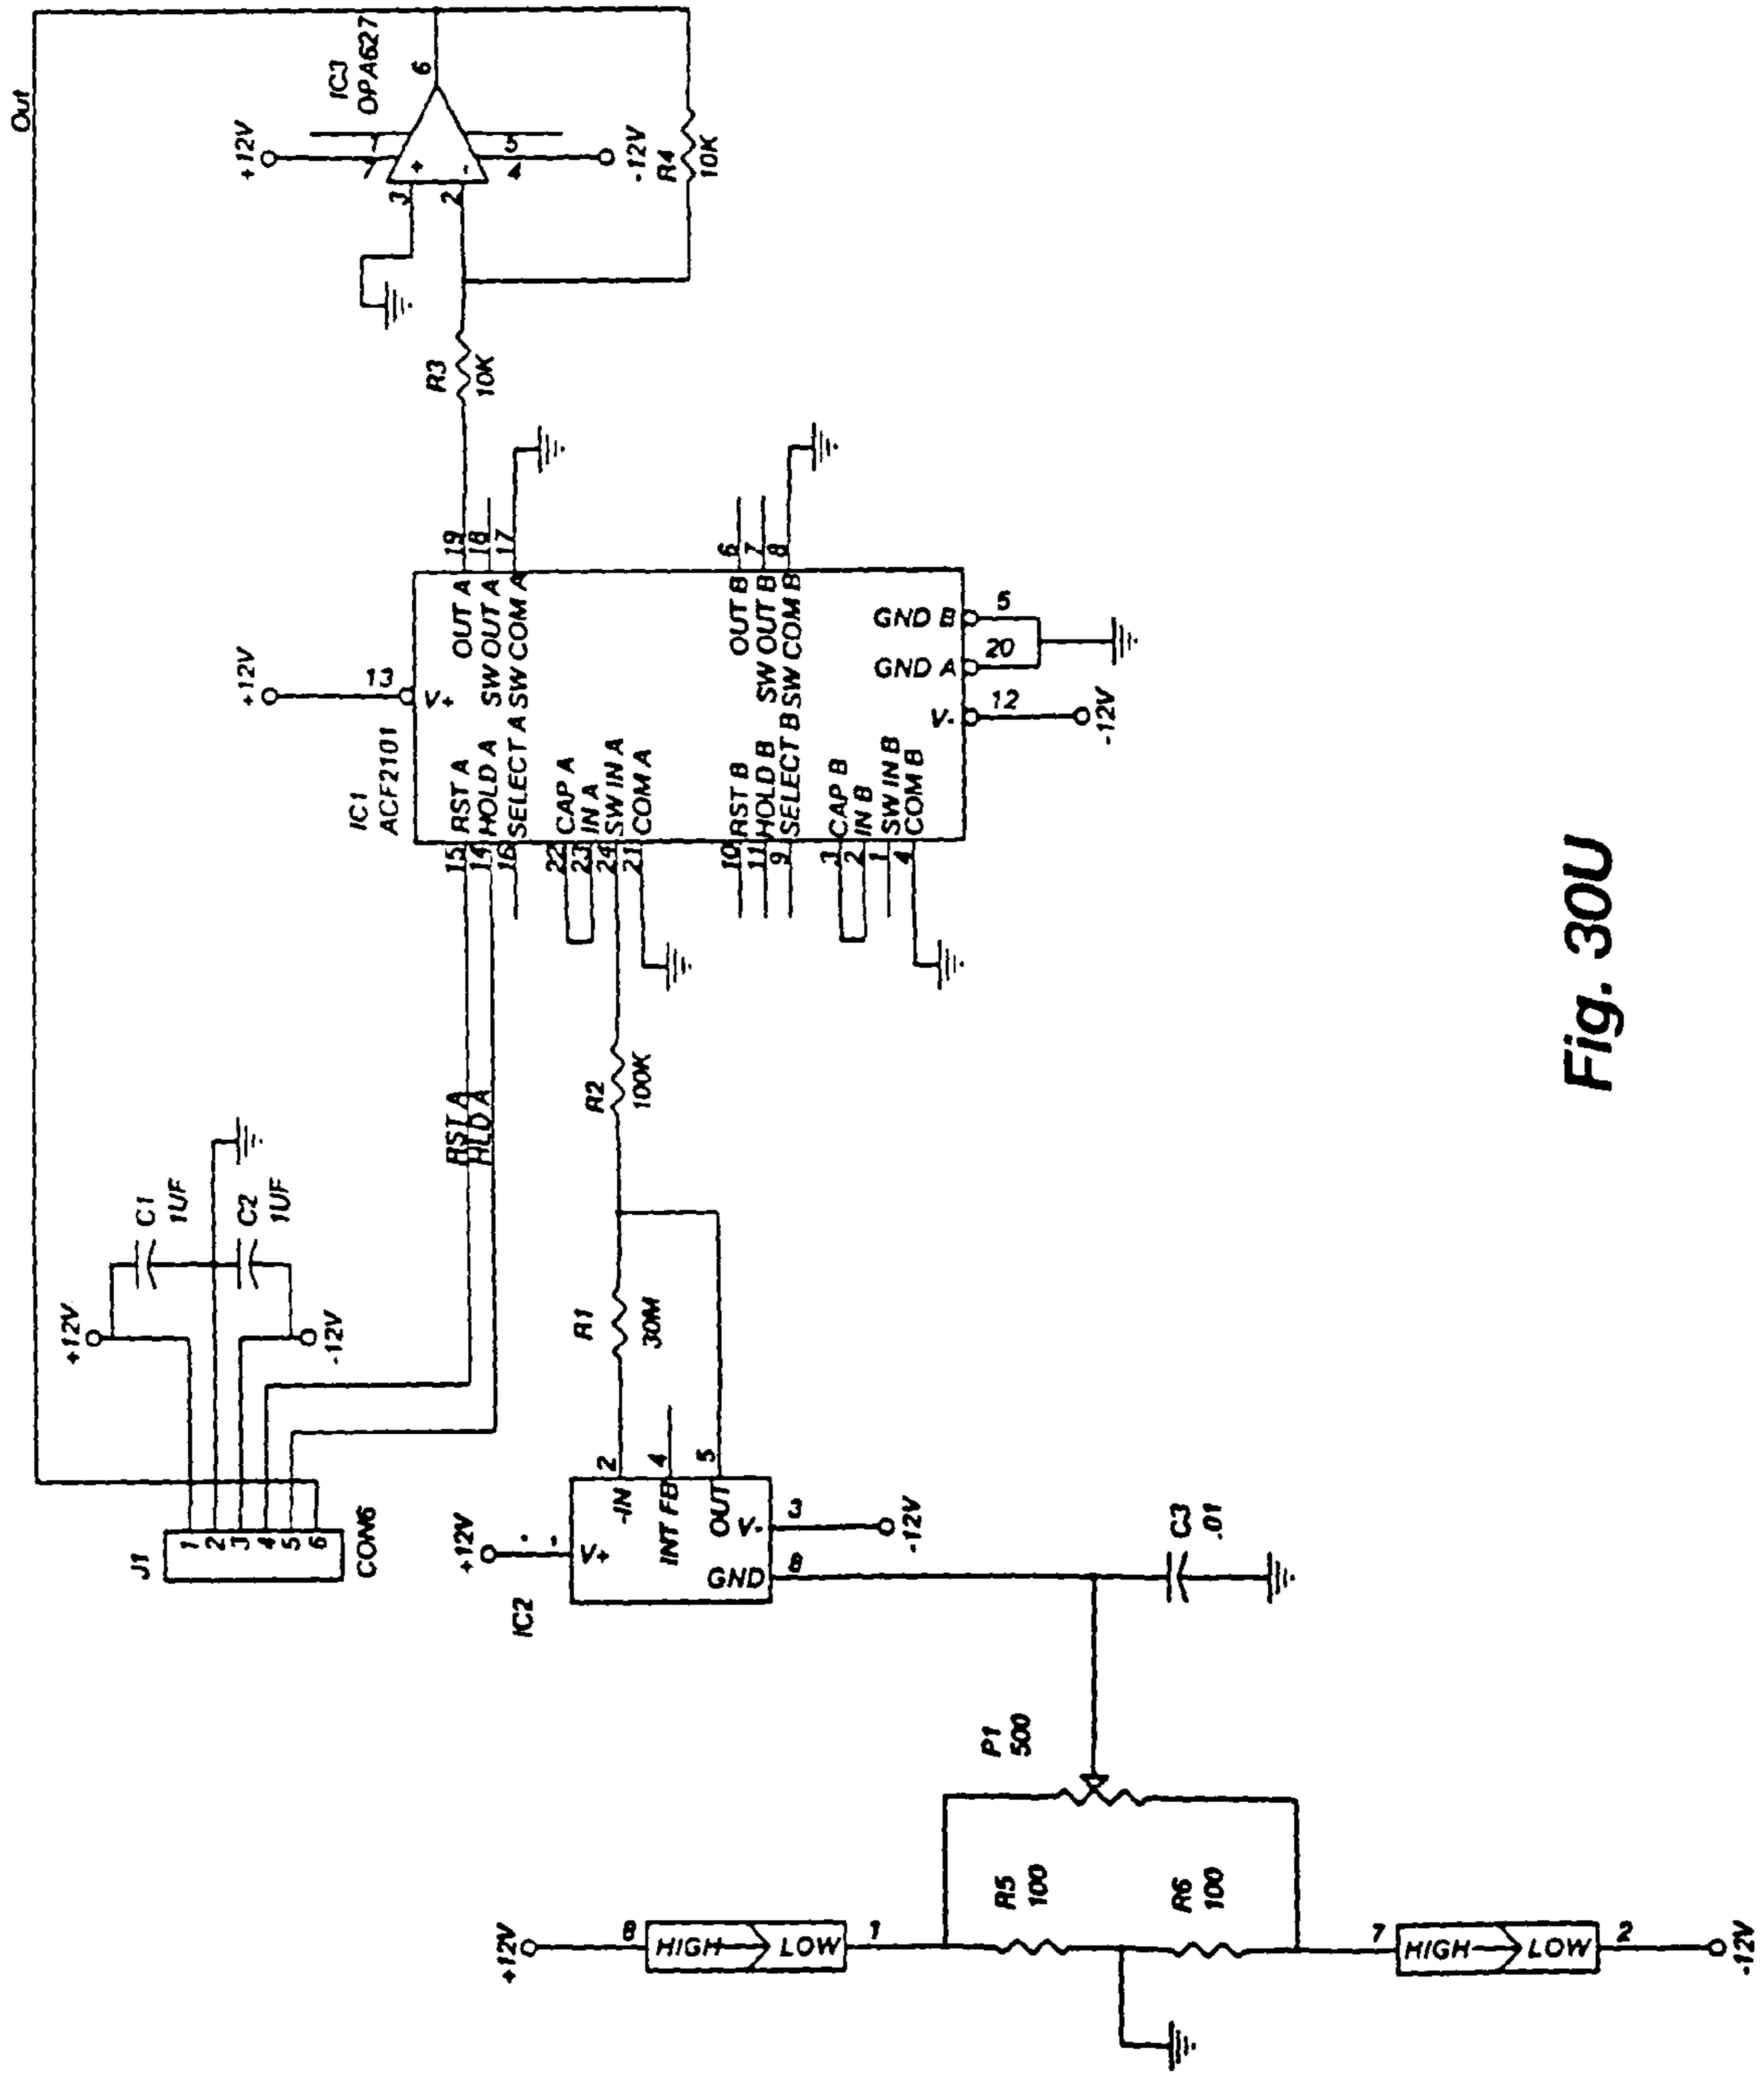 Out
J1
1
2
3
4
5
6
CON6
+12V
-12V
C1
1UF
C2
1UF
RST A
HLD A
IC1
ACF2101
+12V
13
V+
15
RST A
14
HOLD A
16
SELECT A
22
CAP A
23
IN A
24
SW IN A
21
COM A
10
RST B
11
HOLD B
9
SELECT B
3
CAP B
2
IN B
1
SW IN B
4
COM B
OUT A
19
SW OUT A
18
SW COM A
17
OUT B
6
SW OUT B
7
SW COM B
8
GND B
5
GND A
20
V-
12
-12V
R3
10K
IC3
OPA627
+12V
3
+
2
-
6
5
4
-12V
R4
10K
IC2
+12V
V+
-IN
2
INT FB
4
OUT
5
V-
3
-12V
GND
8
R1
30M
R2
100K
C3
.01
P1
500
+12V
8
HIGH
LOW
1
R5
100
R6
100
7
HIGH
LOW
2
-12V
Fig. 30U